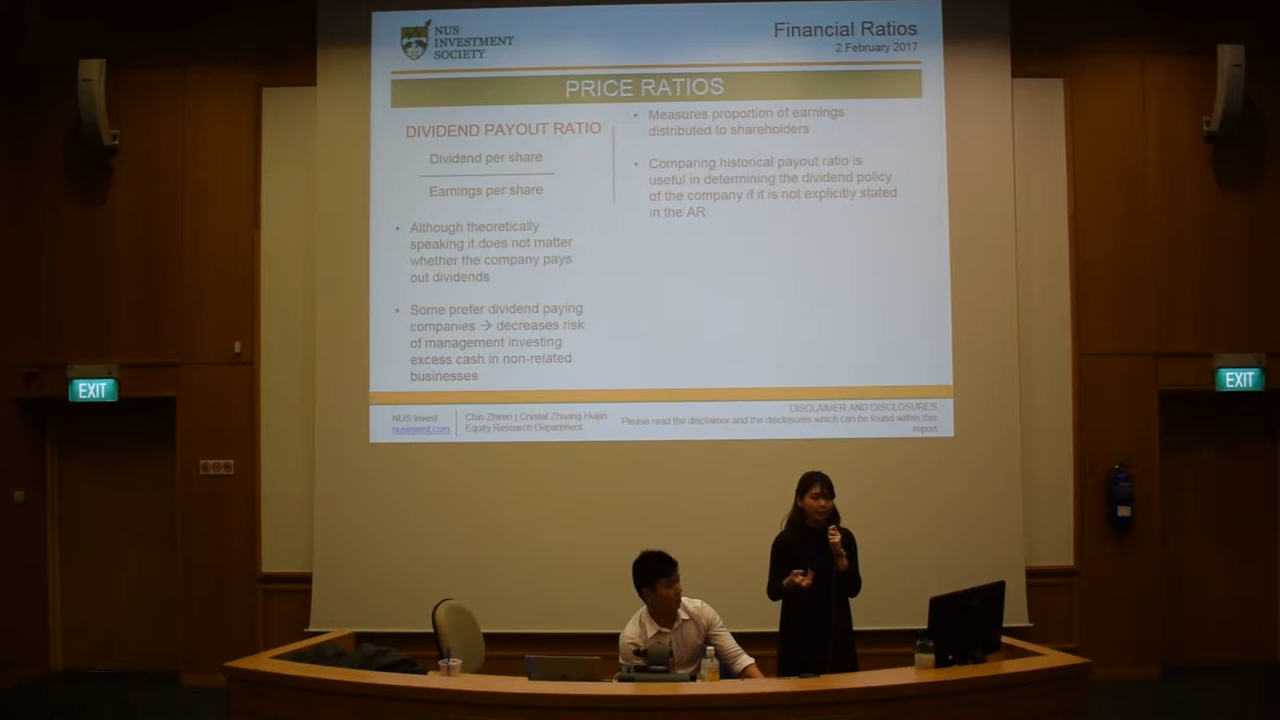 NUS
INVESTMENT
SOCIETY
Financial Ratios
2 February 2017
PRICE RATIOS
DIVIDEND PAYOUT RATIO
Dividend per share
Earnings per share
• Although theoretically
speaking it does not matter
whether the company pays
out dividends
• Some prefer dividend paying
companies → decreases risk
of management investing
excess cash in non-related
businesses
• Measures proportion of earnings
distributed to shareholders
• Comparing historical payout ratio is
useful in determining the dividend policy
of the company if it is not explicitly stated
in the AR
NUS Invest
nusinvest.com
Chin Zhiren | Crystal Zhuang Huijin
Equity Research Department
DISCLAIMER AND DISCLOSURES
Please read the disclaimer and the disclosures which can be found within this
report
EXIT
EXIT